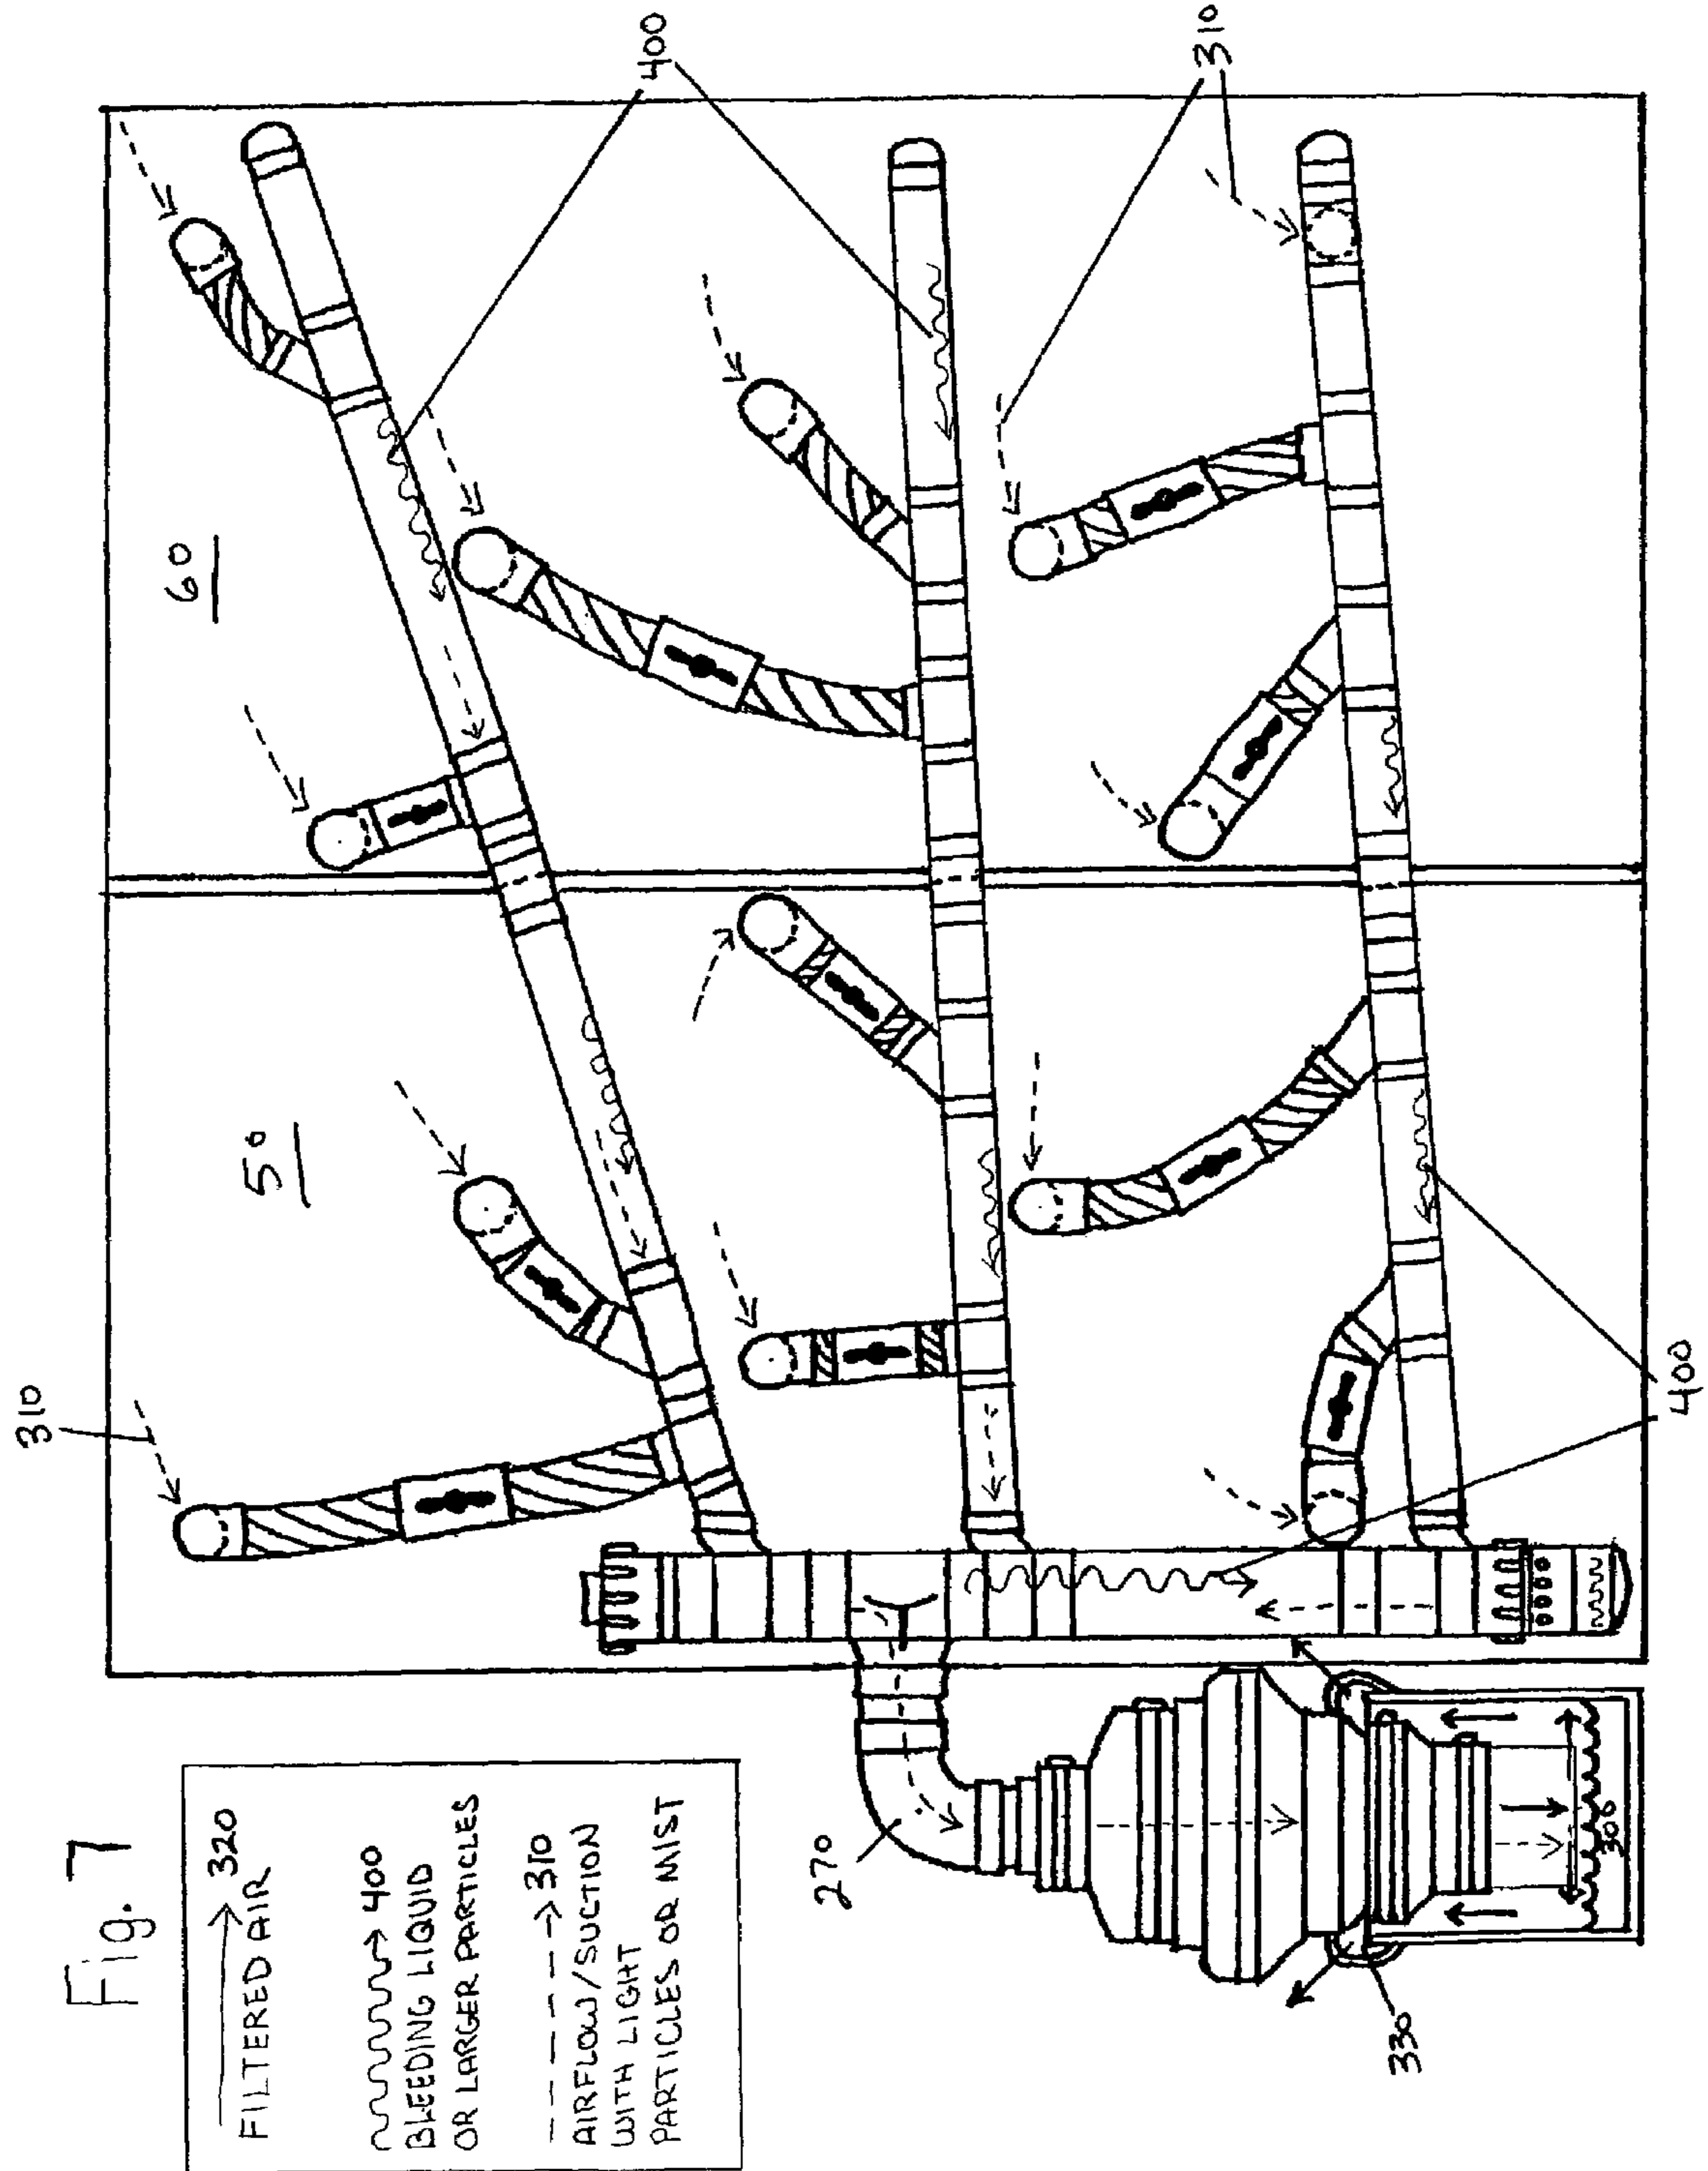 Fig. 7
→ 320
FILTERED AIR
→ 400
BLEEDING LIQUID
OR LARGER PARTICLES
→ 310
AIRFLOW/SUCTION
WITH LIGHT
PARTICLES OR MIST
310
50
60
400
310
270
330
300
400